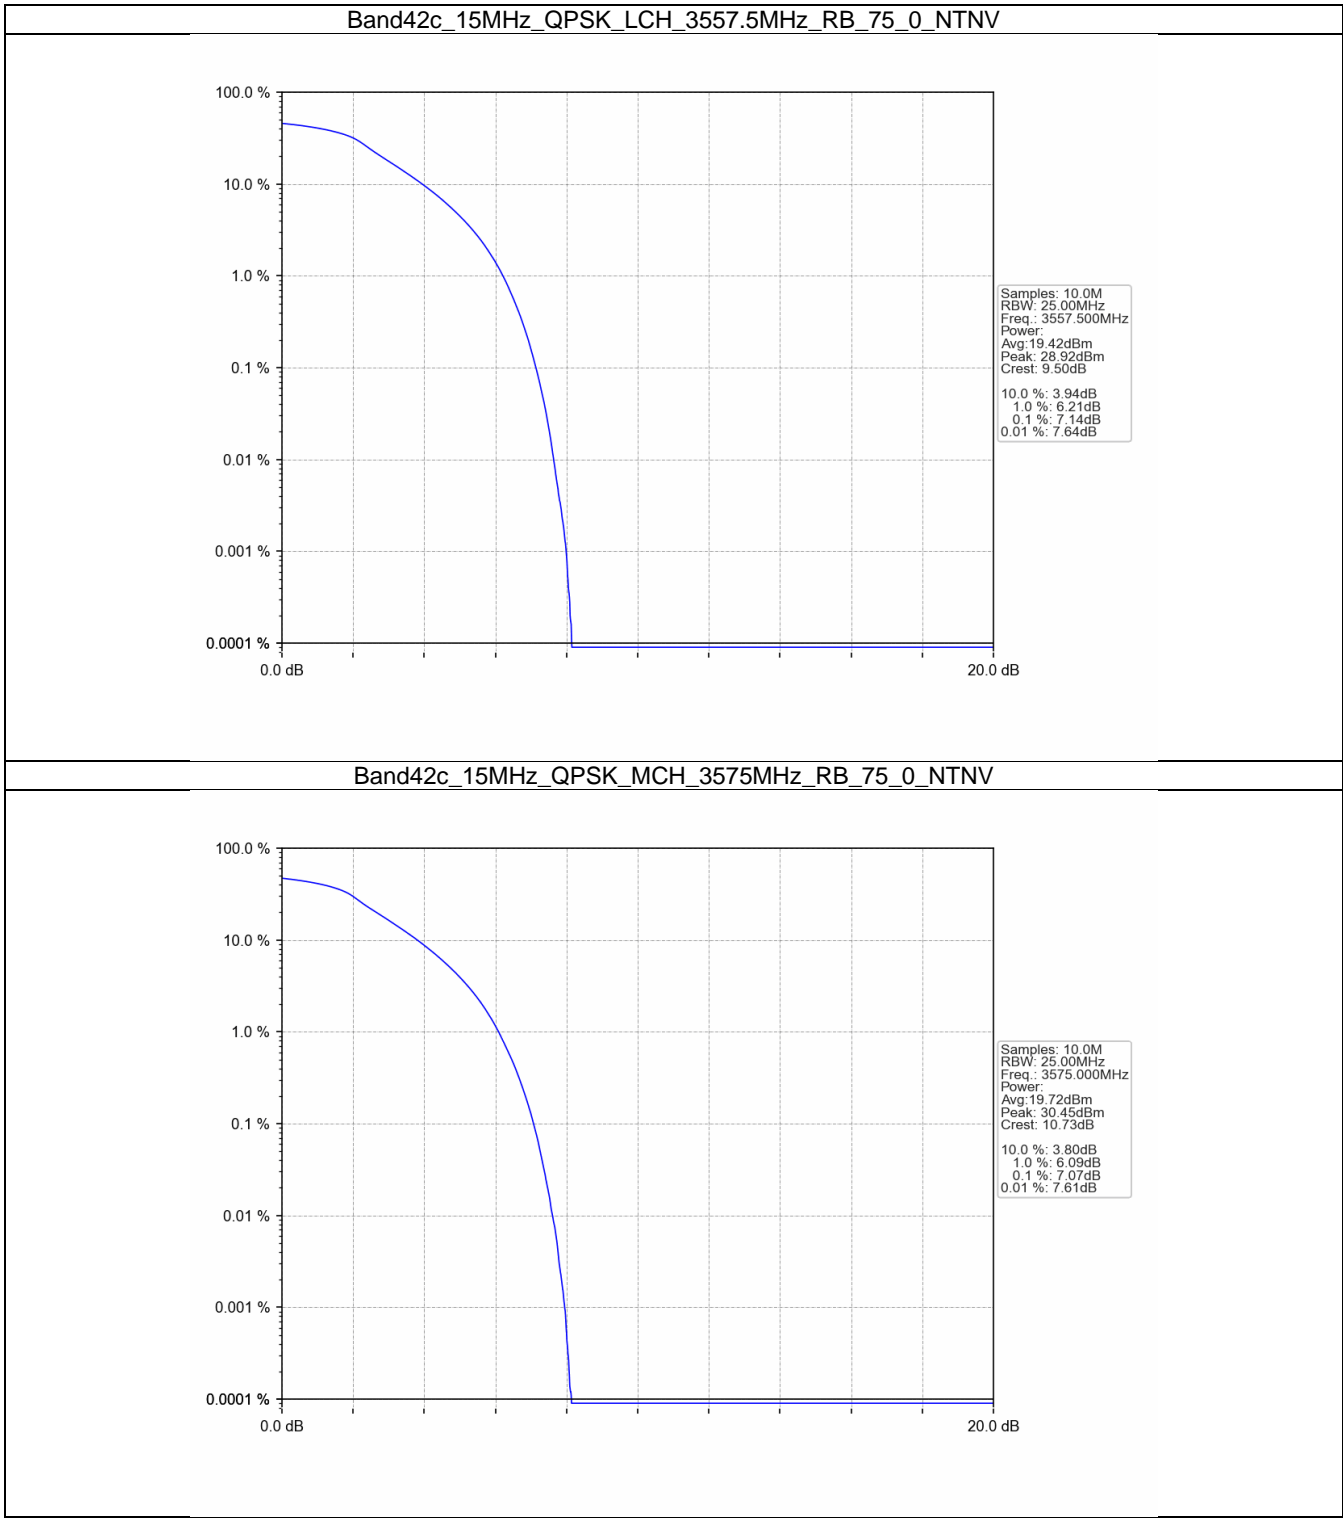 Band42c_15MHz_QPSK_LCH_3557.5MHz_RB_75_0_NTNV
100.0 %
10.0 %
1.0 %
0.1 %
0.01 %
0.001 %
0.0001 %
0.0 dB
20.0 dB
Samples: 10.0M
RBW: 25.00MHz
Freq.: 3557.500MHz
Power:
Avg:19.42dBm
Peak: 28.92dBm
Crest: 9.50dB
10.0 %: 3.94dB
1.0 %: 6.21dB
0.1 %: 7.14dB
0.01 %: 7.64dB
Band42c_15MHz_QPSK_MCH_3575MHz_RB_75_0_NTNV
100.0 %
10.0 %
1.0 %
0.1 %
0.01 %
0.001 %
0.0001 %
0.0 dB
20.0 dB
Samples: 10.0M
RBW: 25.00MHz
Freq.: 3575.000MHz
Power:
Avg:19.72dBm
Peak: 30.45dBm
Crest: 10.73dB
10.0 %: 3.80dB
1.0 %: 6.09dB
0.1 %: 7.07dB
0.01 %: 7.61dB